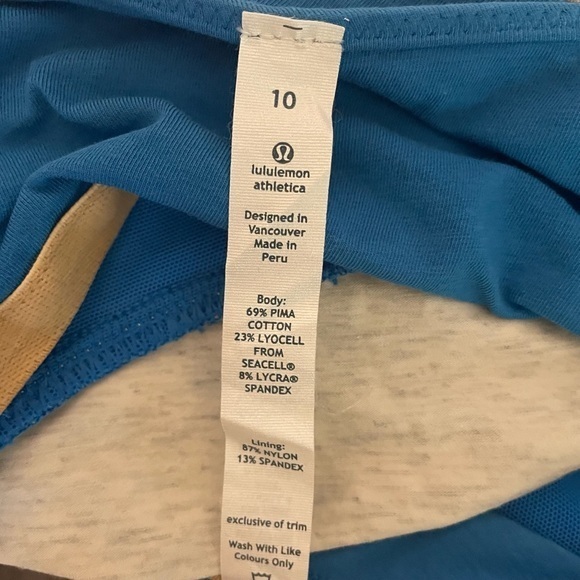 10
lululemon
athletica
Designed in
Vancouver
Made in
Peru
Body:
69% PIMA
COTTON
23% LYOCELL
FROM
SEACELL®
8% LYCRA®
SPANDEX
Lining:
87% NYLON
13% SPANDEX
exclusive of trim
Wash With Like
Colours Only